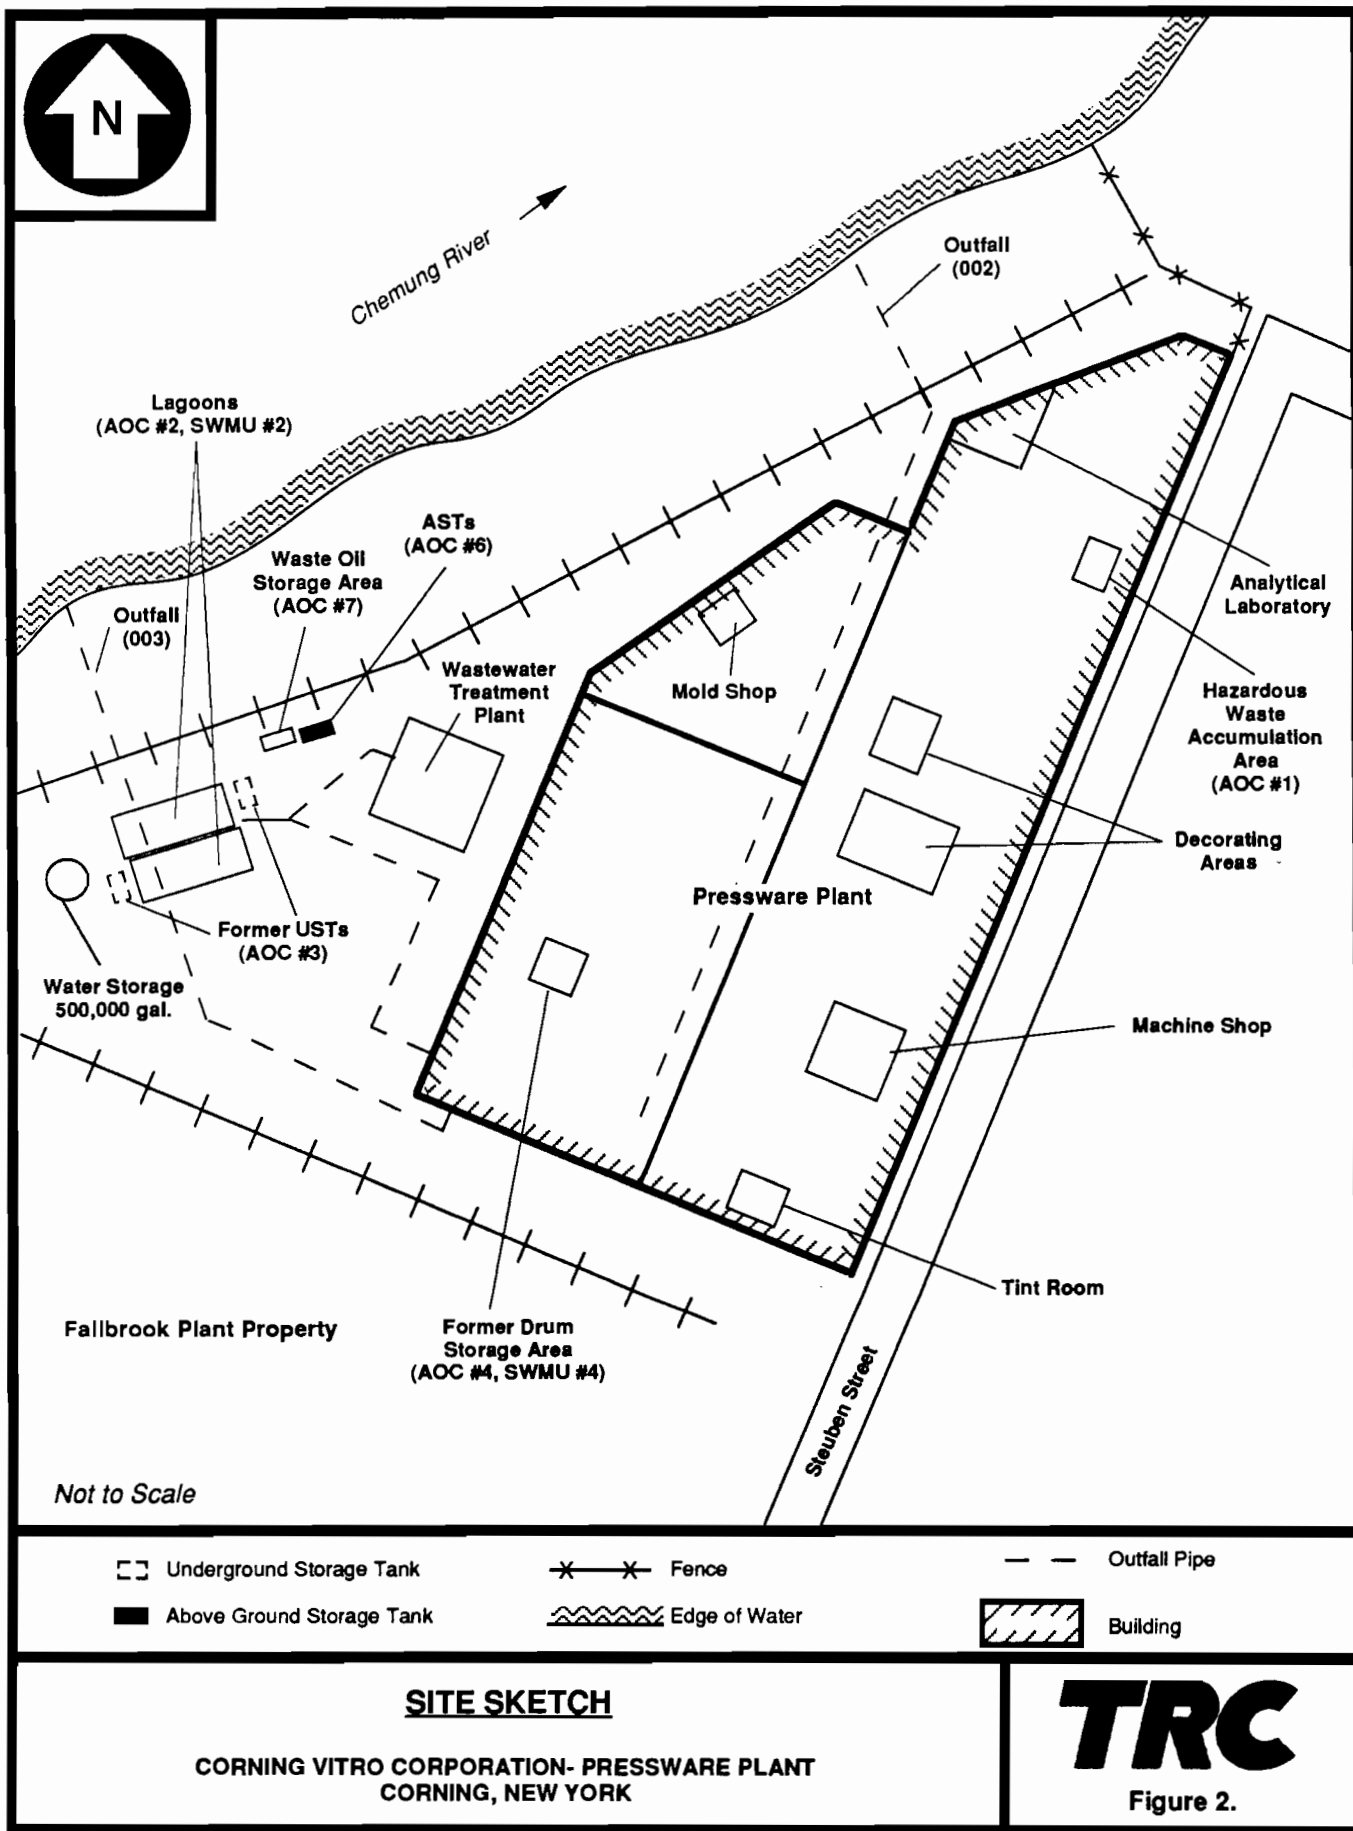 N
Chemung River
Outfall
(002)
Lagoons
(AOC #2, SWMU #2)
ASTs
(AOC #6)
Waste Oil
Storage Area
(AOC #7)
Outfall
(003)
Wastewater
Treatment
Plant
Mold Shop
Analytical
Laboratory
Hazardous
Waste
Accumulation
Area
(AOC #1)
Decorating
Areas
Pressware Plant
Former USTs
(AOC #3)
Water Storage
500,000 gal.
Machine Shop
Tint Room
Fallbrook Plant Property
Former Drum
Storage Area
(AOC #4, SWMU #4)
Steuben Street
Not to Scale
Underground Storage Tank
Fence
Outfall Pipe
Above Ground Storage Tank
Edge of Water
Building
SITE SKETCH
CORNING VITRO CORPORATION- PRESSWARE PLANT
CORNING, NEW YORK
TRC
Figure 2.